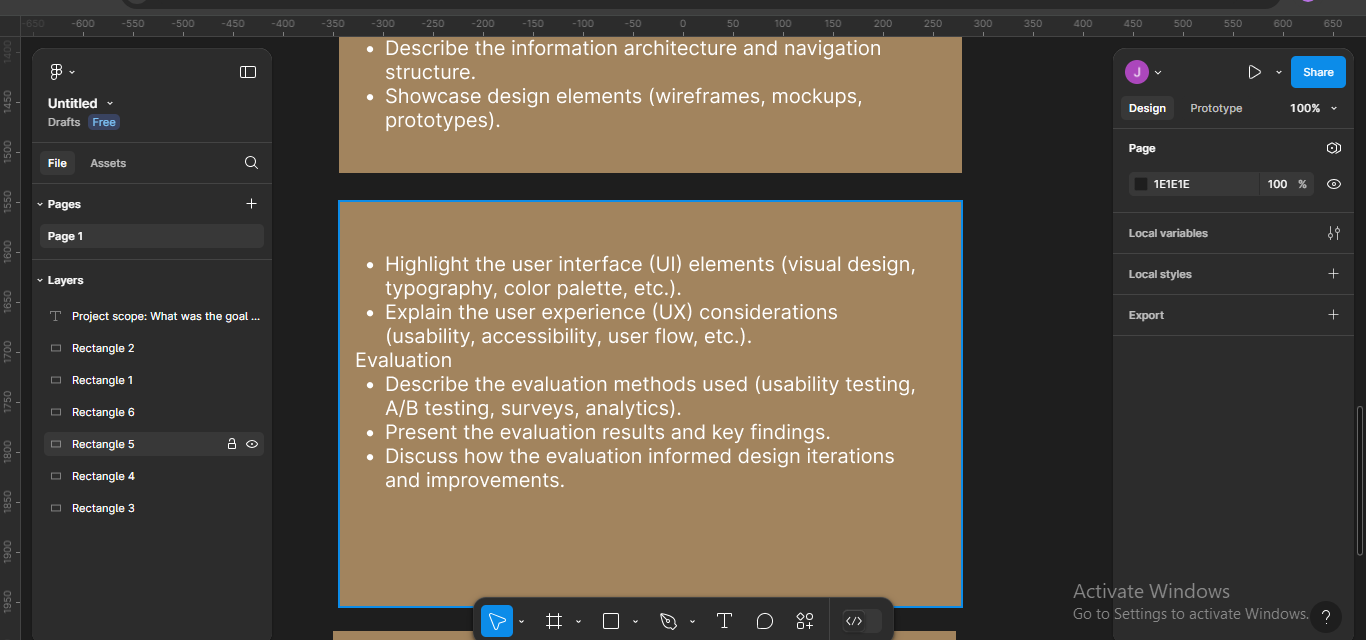 -650 -600 -550 -500 -450 -400 -350 -300 -250 -200 -150 -100 -50 0 50 100 150 200 250 300 350 400 450 500 550 600 650
1400
1450
1500
1550
1600
1650
1700
1750
1800
1850
1900
1950
Untitled
Drafts Free
File Assets
Pages
Page 1
Layers
Project scope: What was the goal ...
Rectangle 2
Rectangle 1
Rectangle 6
Rectangle 5
Rectangle 4
Rectangle 3
• Describe the information architecture and navigation
structure.
• Showcase design elements (wireframes, mockups,
prototypes).
• Highlight the user interface (UI) elements (visual design,
typography, color palette, etc.).
• Explain the user experience (UX) considerations
(usability, accessibility, user flow, etc.).
Evaluation
• Describe the evaluation methods used (usability testing,
A/B testing, surveys, analytics).
• Present the evaluation results and key findings.
• Discuss how the evaluation informed design iterations
and improvements.
J
Share
Design Prototype 100%
Page
1E1E1E 100 %
Local variables
Local styles
Export
Activate Windows
Go to Settings to activate Windows.
?